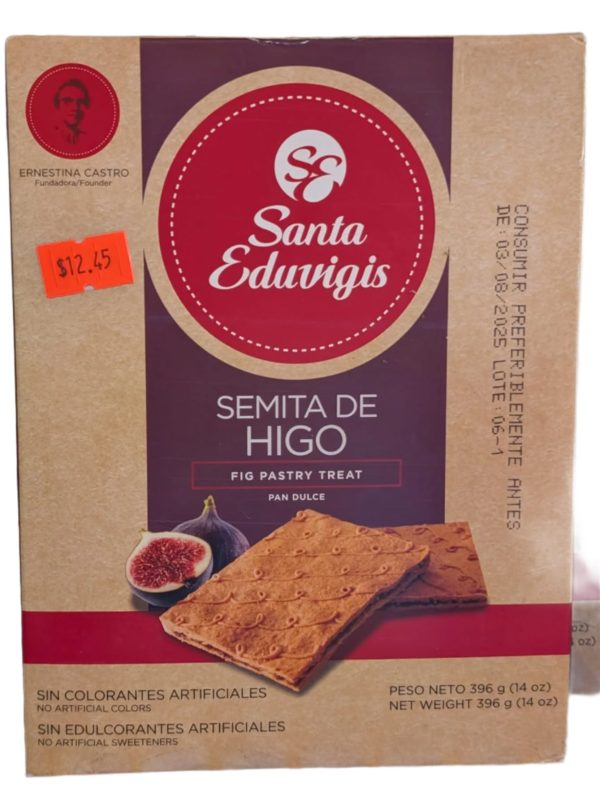 ERNESTINA CASTRO
Fundadora/Founder
$12.45
SE
Santa
Eduvigis
CONSUMIR PREFERIBLEMENTE ANTES
DE:03/08/2025 LOTE:06-1
SEMITA DE
HIGO
FIG PASTRY TREAT
PAN DULCE
SIN COLORANTES ARTIFICIALES
NO ARTIFICIAL COLORS
SIN EDULCORANTES ARTIFICIALES
NO ARTIFICIAL SWEETENERS
PESO NETO 396 g (14 oz)
NET WEIGHT 396 g (14 oz)
oz)
oz)